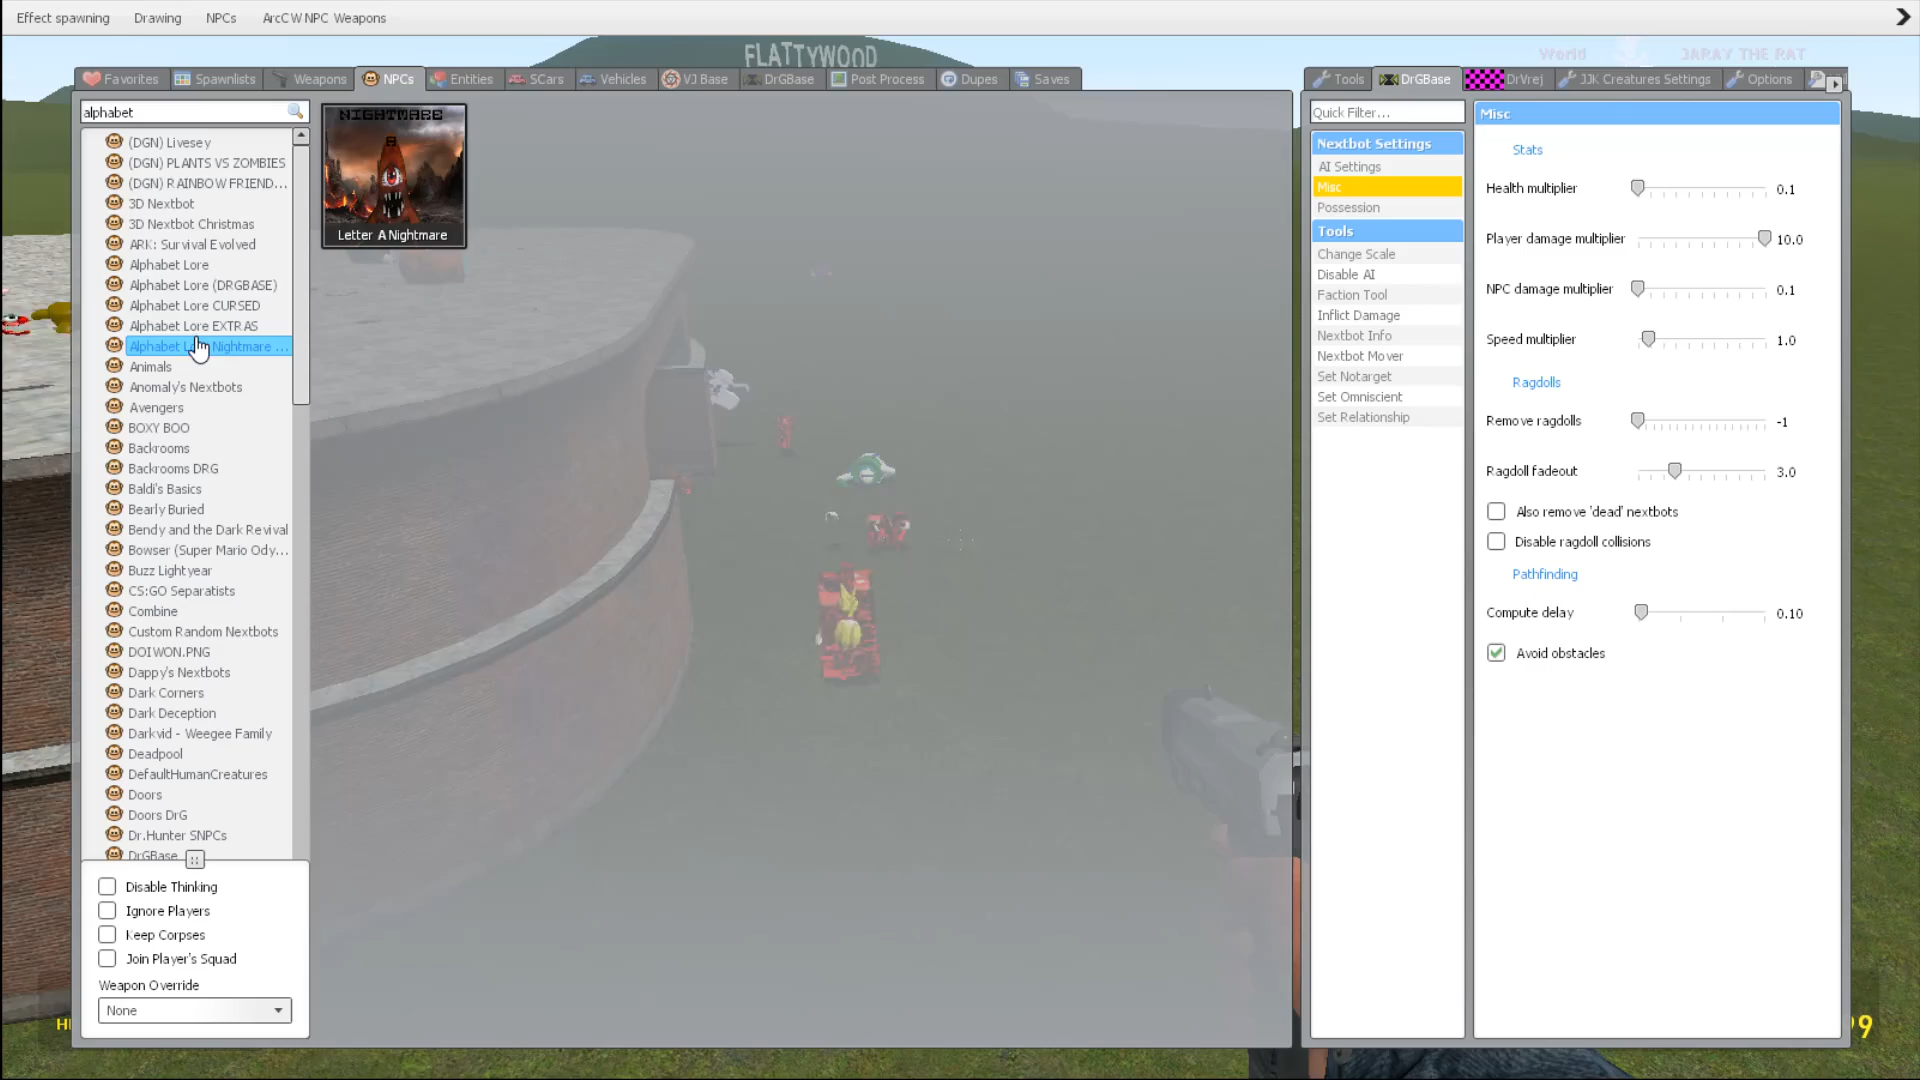 Effect spawning Drawing NPCs ArcCW NPC Weapons
FLATTYWOOD
World JARAY THE RAT
Favorites Spawnlists Weapons NPCs Entities SCars Vehicles VJ Base DrGBase Post Process Dupes Saves
Tools DrGBase DrVrej JJK Creatures Settings Options
alphabet
(DGN) Livesey
(DGN) PLANTS VS ZOMBIES
(DGN) RAINBOW FRIEND...
3D Nextbot
3D Nextbot Christmas
ARK: Survival Evolved
Alphabet Lore
Alphabet Lore (DRGBASE)
Alphabet Lore CURSED
Alphabet Lore EXTRAS
Alphabet L Nightmare ...
Animals
Anomaly's Nextbots
Avengers
BOXY BOO
Backrooms
Backrooms DRG
Baldi's Basics
Bearly Buried
Bendy and the Dark Revival
Bowser (Super Mario Ody...
Buzz Lightyear
CS:GO Separatists
Combine
Custom Random Nextbots
DOIWON.PNG
Dappy's Nextbots
Dark Corners
Dark Deception
Darkvid - Weegee Family
Deadpool
DefaultHumanCreatures
Doors
Doors DrG
Dr.Hunter SNPCs
DrGBase
Disable Thinking
Ignore Players
Keep Corpses
Join Player's Squad
Weapon Override
None
NIGHTMARE
A
Letter A Nightmare
Quick Filter...
Nextbot Settings
AI Settings
Misc
Possession
Tools
Change Scale
Disable AI
Faction Tool
Inflict Damage
Nextbot Info
Nextbot Mover
Set Notarget
Set Omniscient
Set Relationship
Misc
Stats
Health multiplier 0.1
Player damage multiplier 10.0
NPC damage multiplier 0.1
Speed multiplier 1.0
Ragdolls
Remove ragdolls -1
Ragdoll fadeout 3.0
Also remove 'dead' nextbots
Disable ragdoll collisions
Pathfinding
Compute delay 0.10
Avoid obstacles